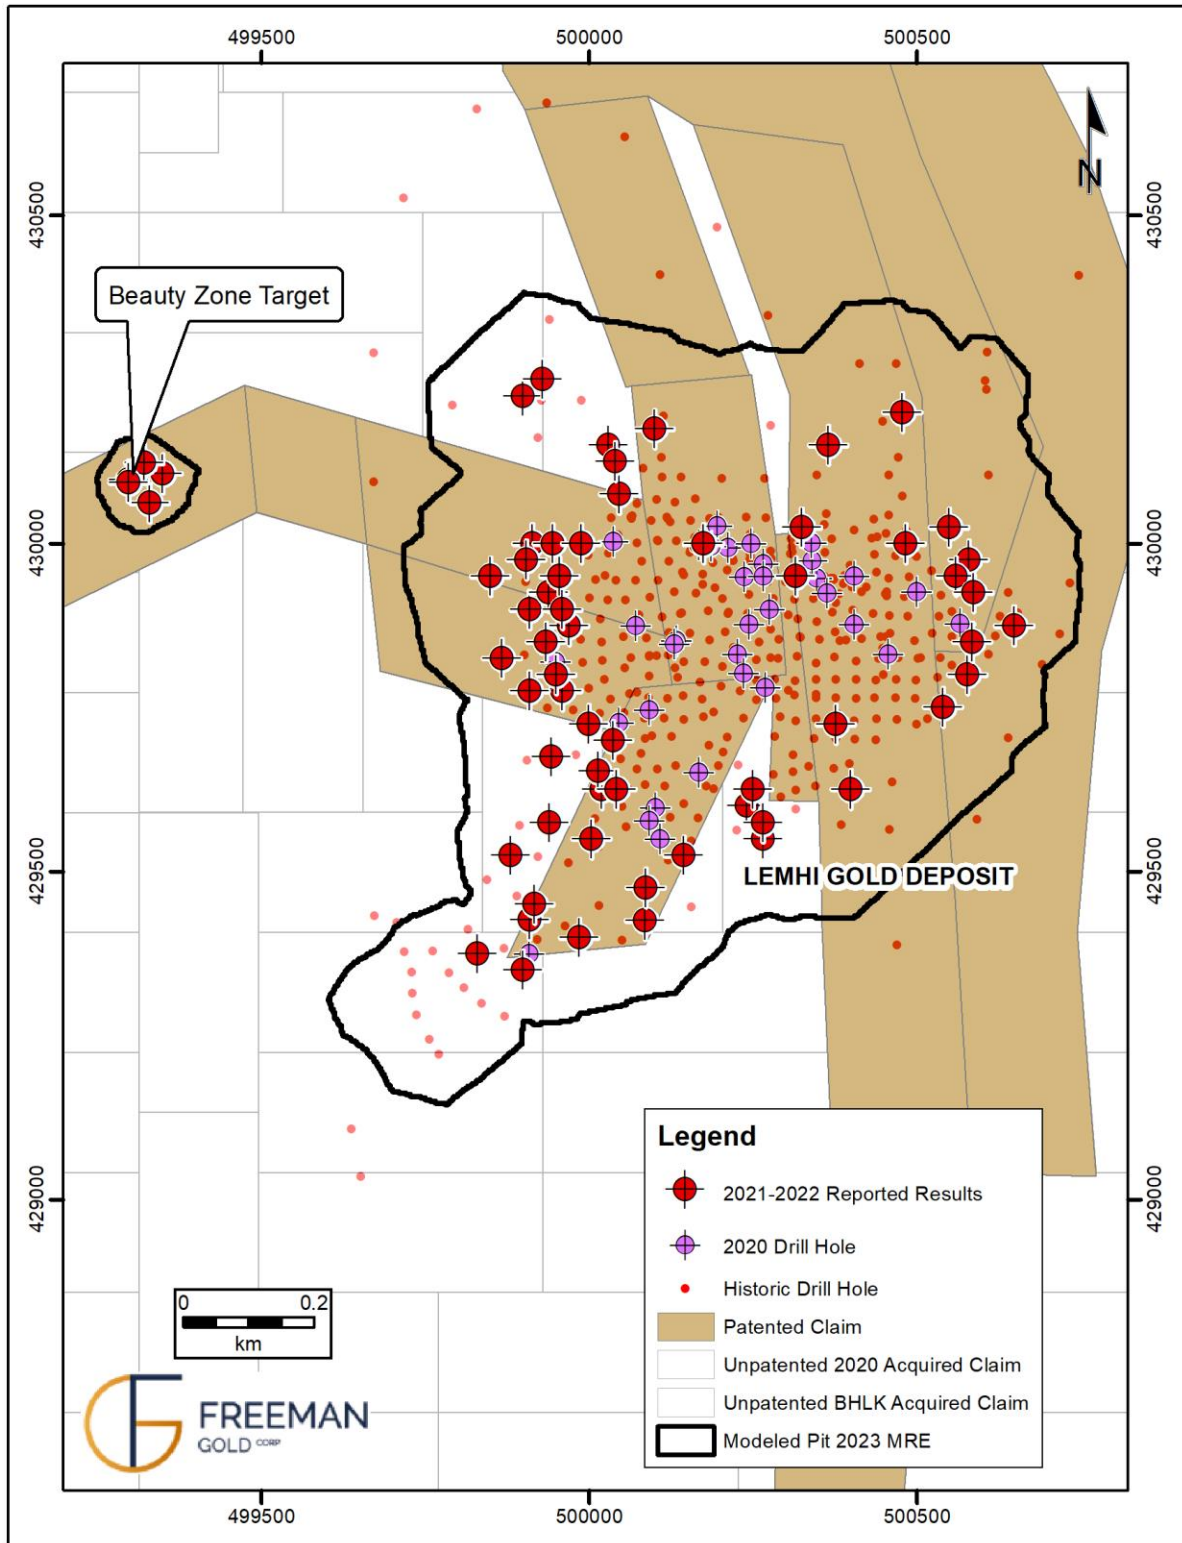 499500 500000 500500
430500
430500
N
Beauty Zone Target
430000
430000
LEMHI GOLD DEPOSIT
429500
429500
429000
429000
Legend
2021-2022 Reported Results
2020 Drill Hole
Historic Drill Hole
Patented Claim
Unpatented 2020 Acquired Claim
Unpatented BHLK Acquired Claim
Modeled Pit 2023 MRE
0 0.2
km
FREEMAN
GOLD CORP
499500 500000 500500